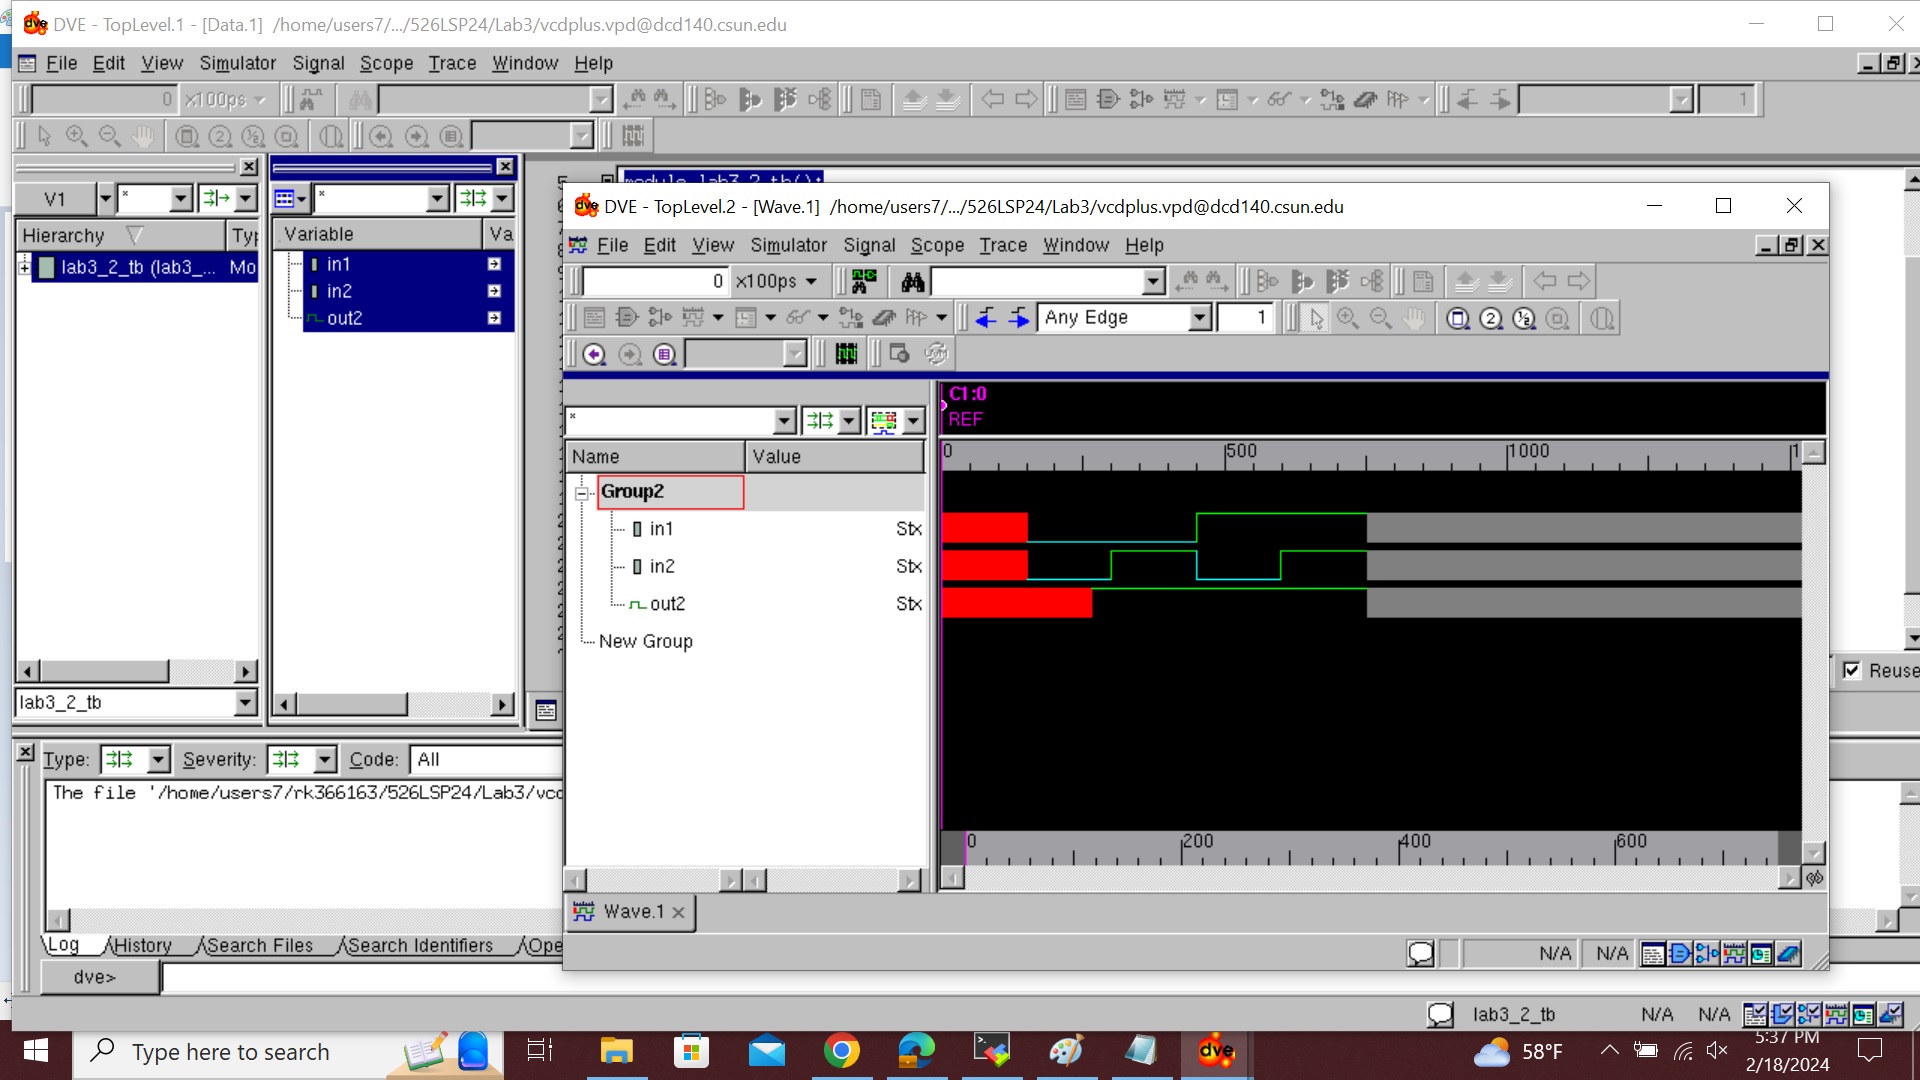 DVE - TopLevel.1 - [Data.1] /home/users7/.../526LSP24/Lab3/vcdplus.vpd@dcd140.csun.edu
File Edit View Simulator Signal Scope Trace Window Help
0 x100ps
1
V1 * *
Hierarchy Typ
Variable Va
lab3_2_tb (lab3_... Mo
in1
in2
out2
lab3_2_tb
module lab3_2_tb();
DVE - TopLevel.2 - [Wave.1] /home/users7/.../526LSP24/Lab3/vcdplus.vpd@dcd140.csun.edu
File Edit View Simulator Signal Scope Trace Window Help
0 x100ps
Any Edge 1
C1:0
REF
*
Name Value
0 500 1000 1
Group2
in1 Stx
in2 Stx
out2 Stx
New Group
0 200 400 600
Wave.1
N/A N/A
Reuse
Type: Severity: Code: All
The file '/home/users7/rk366163/526LSP24/Lab3/vcd
Log History Search Files Search Identifiers Ope
dve>
lab3_2_tb N/A N/A
Type here to search
dve
58°F
5:37 PM
2/18/2024